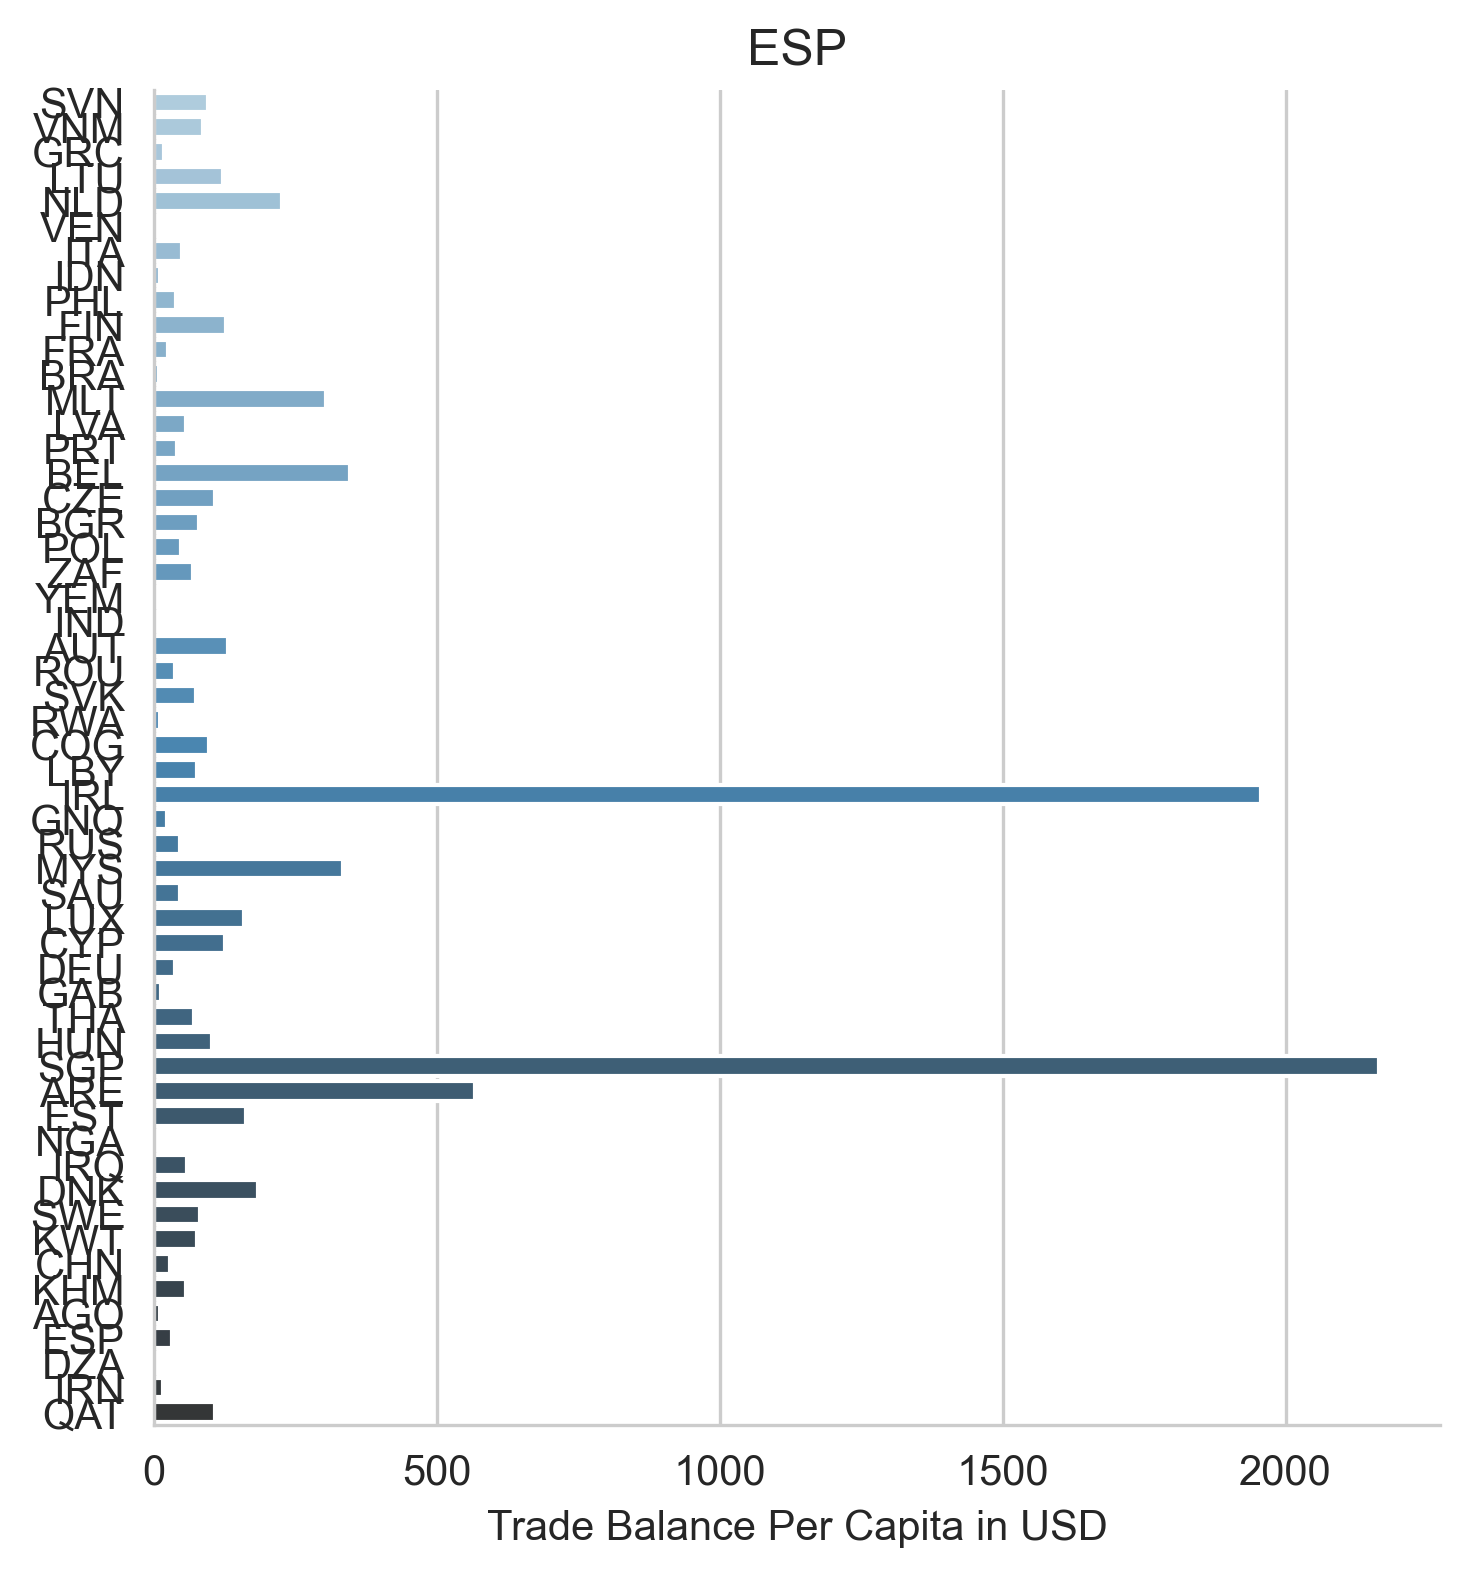 ESP
SVN
VNM
GRC
LTU
NLD
VEN
ITA
IDN
PHL
FIN
FRA
BRA
MLT
LVA
PRT
BEL
CZE
BGR
POL
ZAF
YEM
IND
AUT
ROU
SVK
RWA
COG
LBY
IRL
GNQ
RUS
MYS
SAU
LUX
CYP
DEU
GAB
THA
HUN
SGP
ARE
EST
NGA
IRQ
DNK
SWE
KWT
CHN
KHM
AGO
ESP
DZA
IRN
QAT
0 500 1000 1500 2000
Trade Balance Per Capita in USD